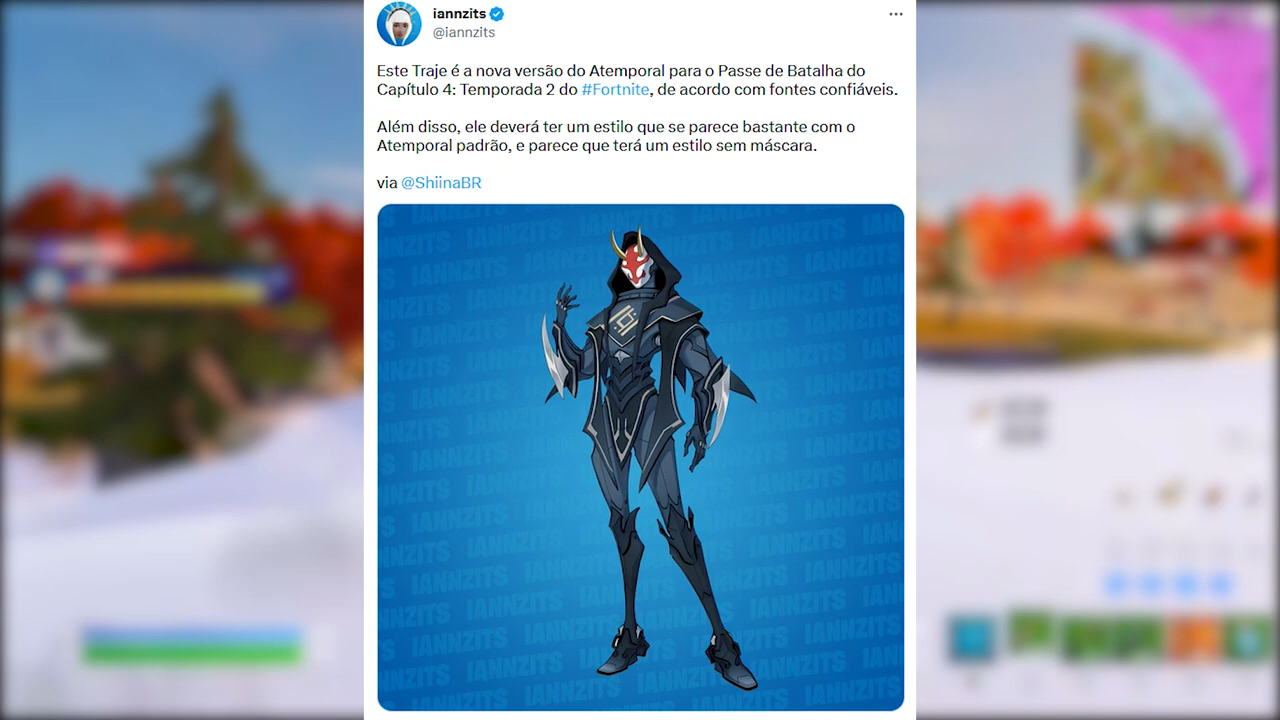 iannzits
@iannzits
Este Traje é a nova versão do Atemporal para o Passe de Batalha do
Capítulo 4: Temporada 2 do #Fortnite, de acordo com fontes confiáveis.
Além disso, ele deverá ter um estilo que se parece bastante com o
Atemporal padrão, e parece que terá um estilo sem máscara.
via @ShiinaBR
IANNZITS